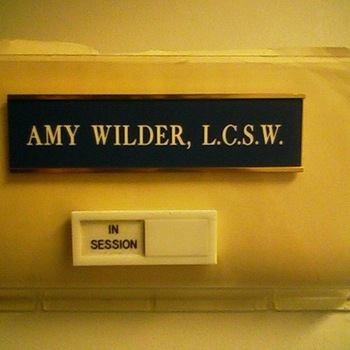 AMY WILDER, L.C.S.W.
IN
SESSION